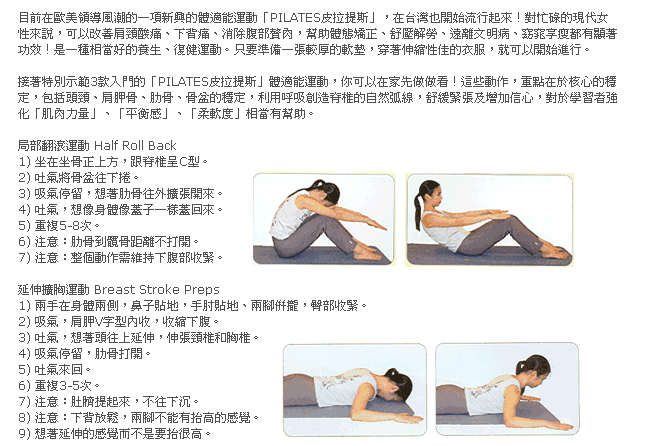 目前在歐美領導風潮的一項新興的體適能運動「PILATES皮拉提斯」，在台灣也開始流行起來！對忙碌的現代女
性來說，可以改善肩頸酸痛、下背痛、消除腹部贅肉，幫助體態矯正、舒壓解勞、遠離文明病、窈窕享瘦都有顯著
功效！是一種相當好的養生、復健運動。只要準備一張較厚的軟墊，穿著伸縮性佳的衣服，就可以開始進行。
接著特別示範3款入門的「PILATES皮拉提斯」體適能運動，你可以在家先做做看！這些動作，重點在於核心的穩
定，包括頭頸、肩胛骨、肋骨、骨盆的穩定，利用呼吸創造脊椎的自然弧線，舒緩緊張及增加信心，對於學習者強
化「肌肉力量」、「平衡感」、「柔軟度」相當有幫助。
局部翻滾運動 Half Roll Back
1) 坐在坐骨正上方，跟脊椎呈C型。
2) 吐氣將骨盆往下捲。
3) 吸氣停留，想著肋骨往外擴張開來。
4) 吐氣，想像身體像蓋子一樣蓋回來。
5) 重複5-8次。
6) 注意：肋骨到髖骨距離不打開。
7) 注意：整個動作需維持下腹部收緊。
延伸擴胸運動 Breast Stroke Preps
1) 兩手在身體兩側，鼻子貼地，手肘貼地、兩腳併攏，臀部收緊。
2) 吸氣，肩胛V字型內收，收縮下腹。
3) 吐氣，想著頭往上延伸，伸張頸椎和胸椎。
4) 吸氣停留，肋骨打開。
5) 吐氣來回。
6) 重複3-5次。
7) 注意：肚臍提起來，不往下沉。
8) 注意：下背放鬆，兩腳不能有抬高的感覺。
9) 想著延伸的感覺而不是要抬很高。